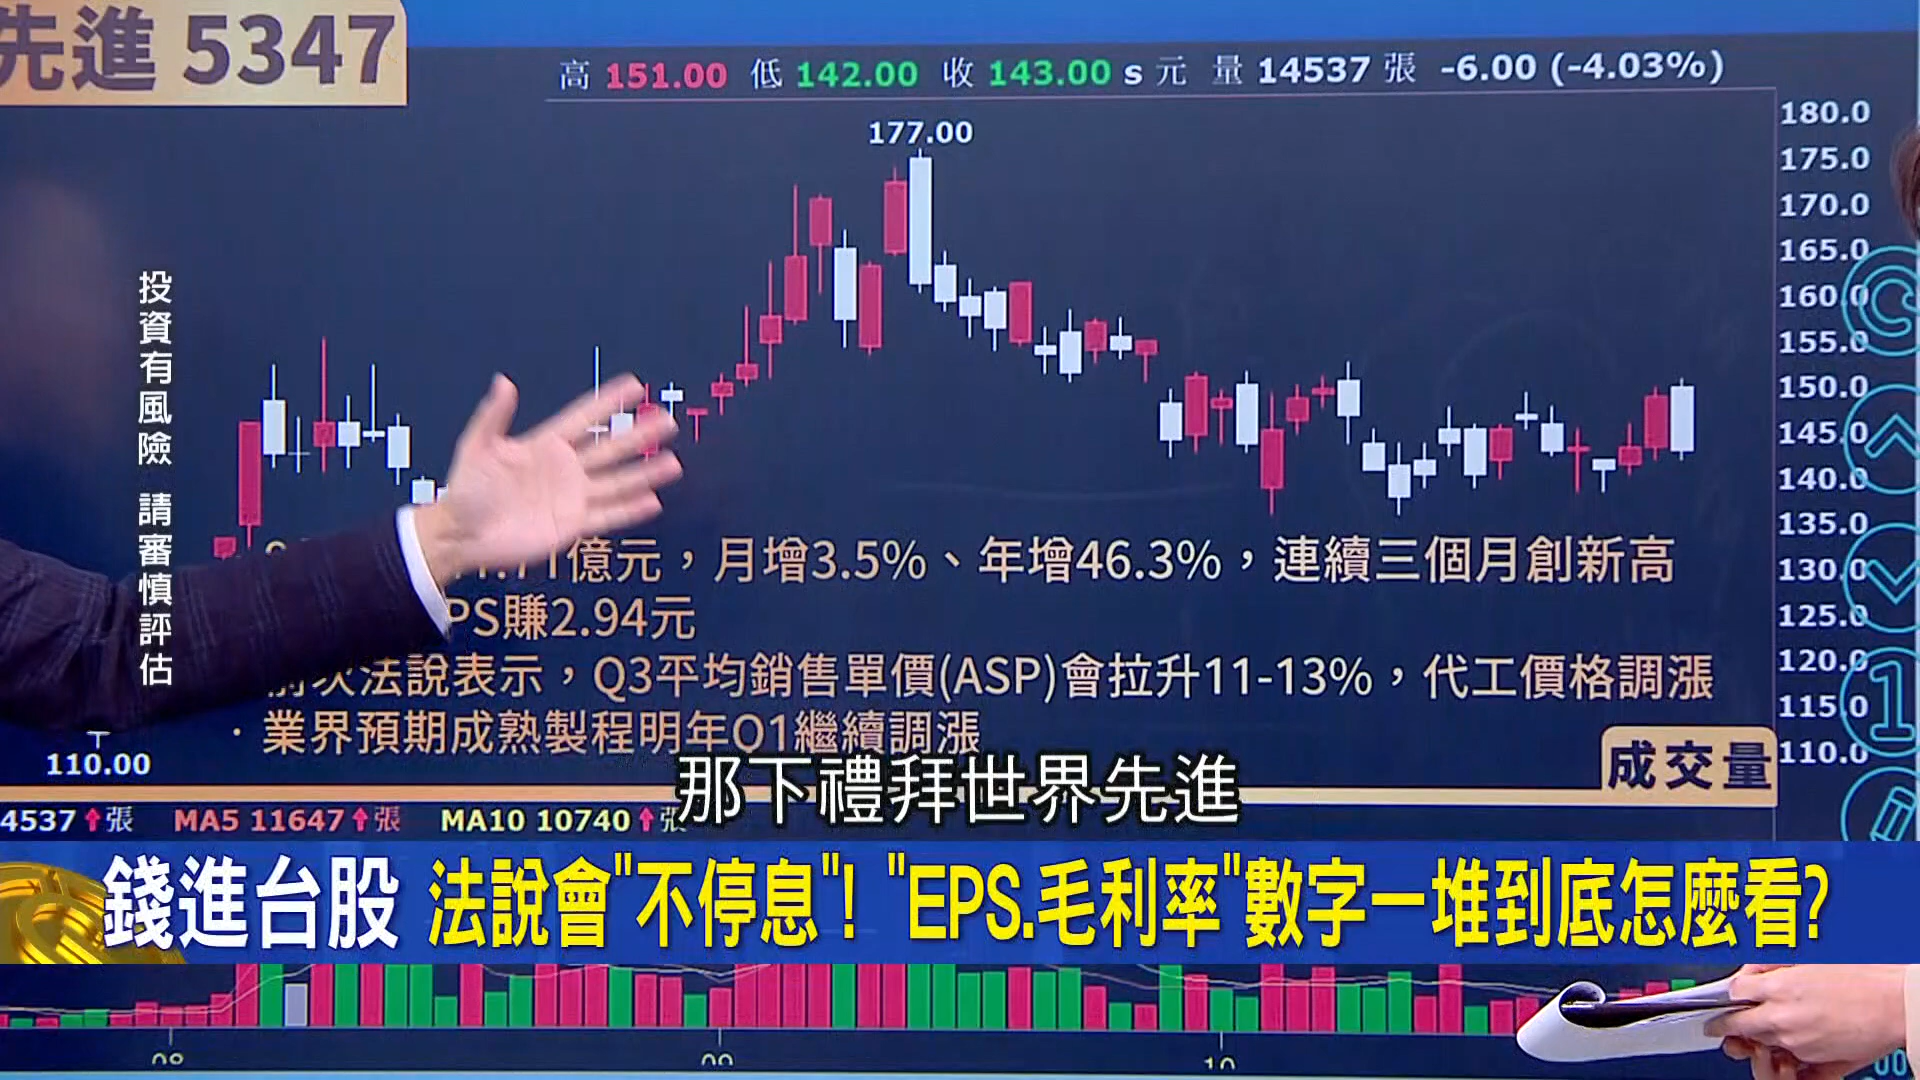 先進 5347
高 151.00 低 142.00 收 143.00 s 元 量 14537 張 -6.00 (-4.03%)
177.00
180.0
175.0
170.0
165.0
160.0
155.0
150.0
145.0
140.0
135.0
130.0
125.0
120.0
115.0
110.0
投資有風險 請審慎評估
億元，月增3.5%、年增46.3%，連續三個月創新高
PS賺2.94元
法說表示，Q3平均銷售單價(ASP)會拉升11-13%，代工價格調漲
·業界預期成熟製程明年Q1繼續調漲
110.00
成交量
那下禮拜世界先進
4537↑張 MA5 11647↑張 MA10 10740↑張
錢進台股 法說會"不停息"! "EPS.毛利率"數字一堆到底怎麼看?
1